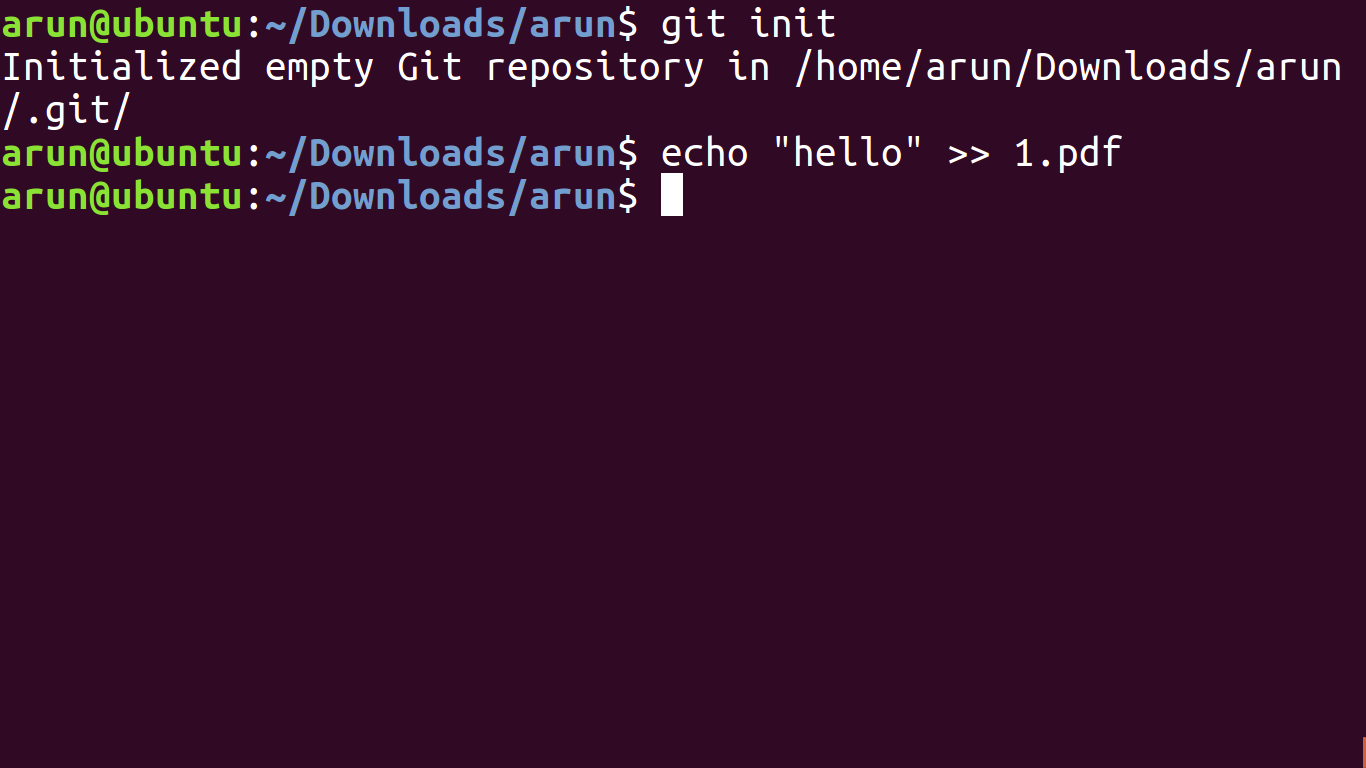 arun@ubuntu:~/Downloads/arun$ git init
Initialized empty Git repository in /home/arun/Downloads/arun
/.git/
arun@ubuntu:~/Downloads/arun$ echo "hello" >> 1.pdf
arun@ubuntu:~/Downloads/arun$